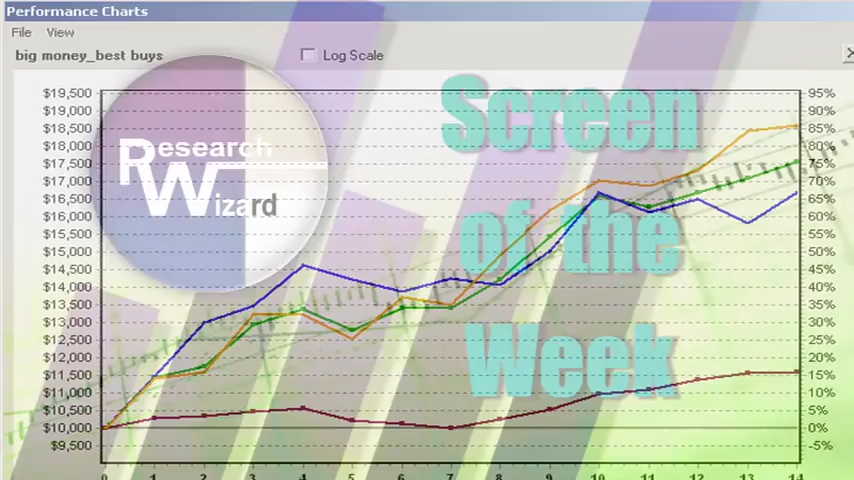 Performance Charts
File View
big money_best buys
Log Scale
Research
Wizard
Screen
of the
Week
$19,500 95%
$19,000 90%
$18,500 85%
$18,000 80%
$17,500 75%
$17,000 70%
$16,500 65%
$16,000 60%
$15,500 55%
$15,000 50%
$14,500 45%
$14,000 40%
$13,500 35%
$13,000 30%
$12,500 25%
$12,000 20%
$11,500 15%
$11,000 10%
$10,500 5%
$10,000 0%
$9,500 -5%
0 1 2 3 4 5 6 7 8 9 10 11 12 13 14